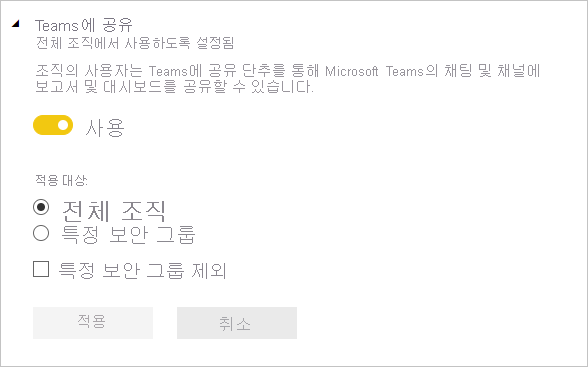 Teams에 공유
전체 조직에서 사용하도록 설정됨
조직의 사용자는 Teams에 공유 단추를 통해 Microsoft Teams의 채팅 및 채널에
보고서 및 대시보드를 공유할 수 있습니다.
사용
적용 대상:
전체 조직
특정 보안 그룹
특정 보안 그룹 제외
적용
취소